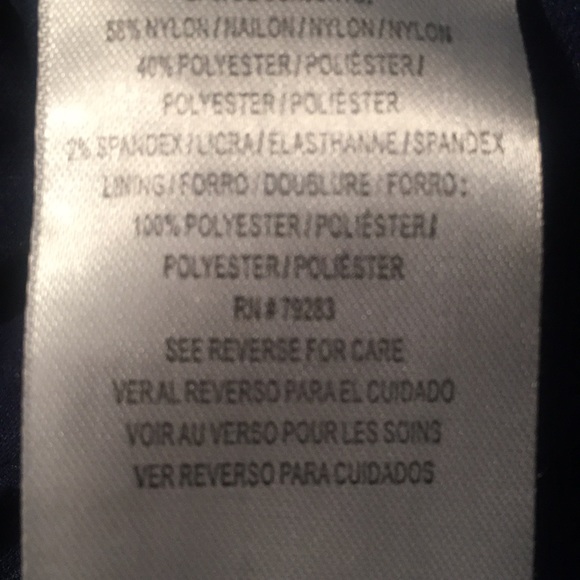 58% NYLON/NAILON/NYLON/NYLON
40% POLYESTER/POLIÉSTER/
POLYESTER/POLIÉSTER
2% SPANDEX/LICRA/ELASTHANNE/SPANDEX
LINING/FORRO/DOUBLURE/FORRO:
100% POLYESTER/POLIÉSTER/
POLYESTER/POLIÉSTER
RN# 79283
SEE REVERSE FOR CARE
VER AL REVERSO PARA EL CUIDADO
VOIR AU VERSO POUR LES SOINS
VER REVERSO PARA CUIDADOS